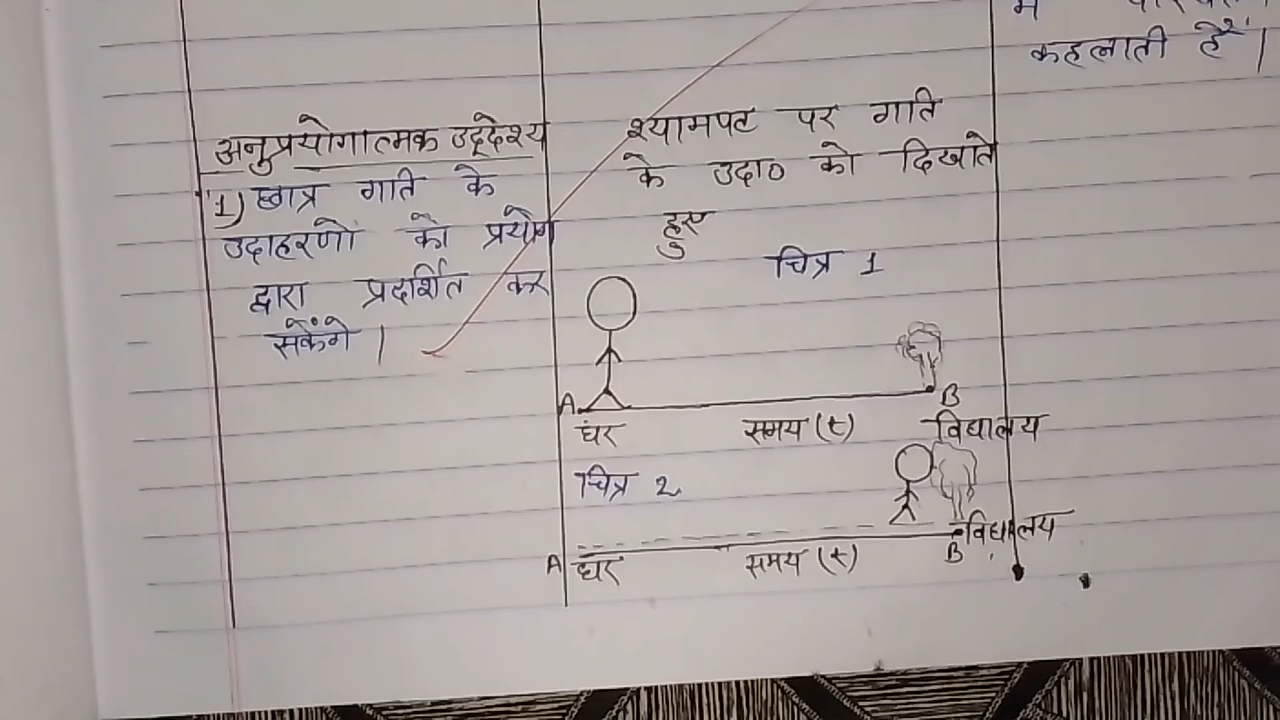 कहलाती हैं।
अनुप्रयोगात्मक उद्देश्य
1) छात्र गति के
उदाहरणों को प्रयोग
द्वारा प्रदर्शित कर
सकेंगे।
श्यामपट पर गति
के उदा० को दिखाते
हुए
चित्र 1
A B
घर समय (t) विद्यालय
चित्र 2
A घर समय (t) B विद्यालय